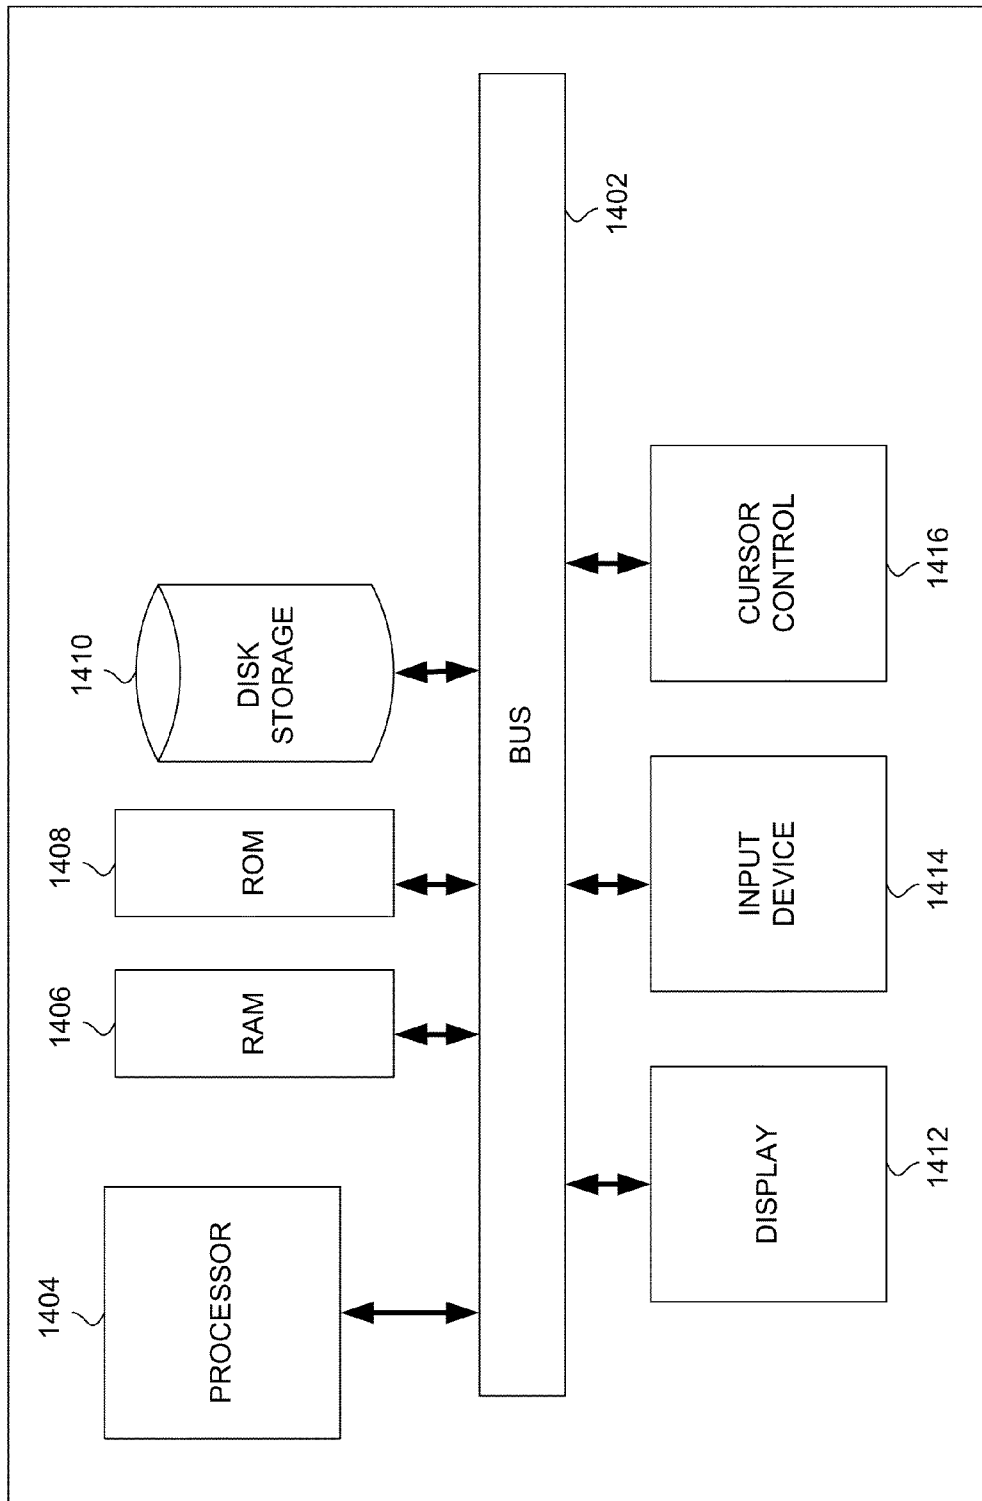 1404
PROCESSOR
1406
RAM
1408
ROM
1410
DISK
STORAGE
BUS
1402
DISPLAY
1412
INPUT
DEVICE
1414
CURSOR
CONTROL
1416